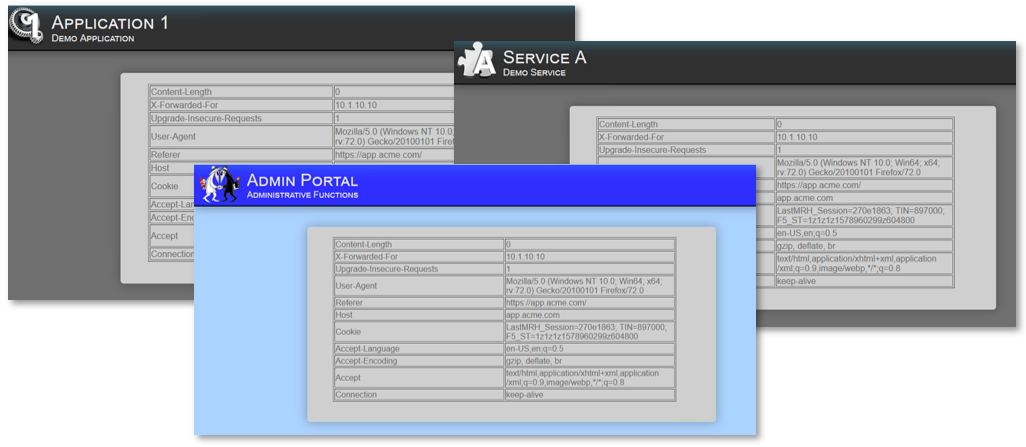 APPLICATION 1
DEMO APPLICATION
Content-Length 0
X-Forwarded-For 10.1.10.10
Upgrade-Insecure-Requests 1
User-Agent Mozilla/5.0 (Windows NT 10.0;
rv:72.0) Gecko/20100101
Referer https://app.acme.com/
Host
Cookie
Accept
Connection
SERVICE A
DEMO SERVICE
Content-Length 0
X-Forwarded-For 10.1.10.10
Upgrade-Insecure-Requests 1
Mozilla/5.0 (Windows NT 10.0; Win64; x64;
rv:72.0) Gecko/20100101 Firefox/72.0
https://app.acme.com/
app.acme.com
LastMRH_Session=270e1863; TIN=897000;
F5_ST=1z1z1z1578960299z604800
en-US,en;q=0.5
gzip, deflate, br
text/html,application/xhtml+xml,application
/xml;q=0.9,image/webp,*/*;q=0.8
keep-alive
ADMIN PORTAL
ADMINISTRATIVE FUNCTIONS
Content-Length 0
X-Forwarded-For 10.1.10.10
Upgrade-Insecure-Requests 1
User-Agent Mozilla/5.0 (Windows NT 10.0; Win64; x64;
rv:72.0) Gecko/20100101 Firefox/72.0
Referer https://app.acme.com/
Host app.acme.com
Cookie LastMRH_Session=270e1863; TIN=897000;
F5_ST=1z1z1z1578960299z604800
Accept-Language en-US,en;q=0.5
Accept-Encoding gzip, deflate, br
Accept text/html,application/xhtml+xml,application
/xml;q=0.9,image/webp,*/*;q=0.8
Connection keep-alive